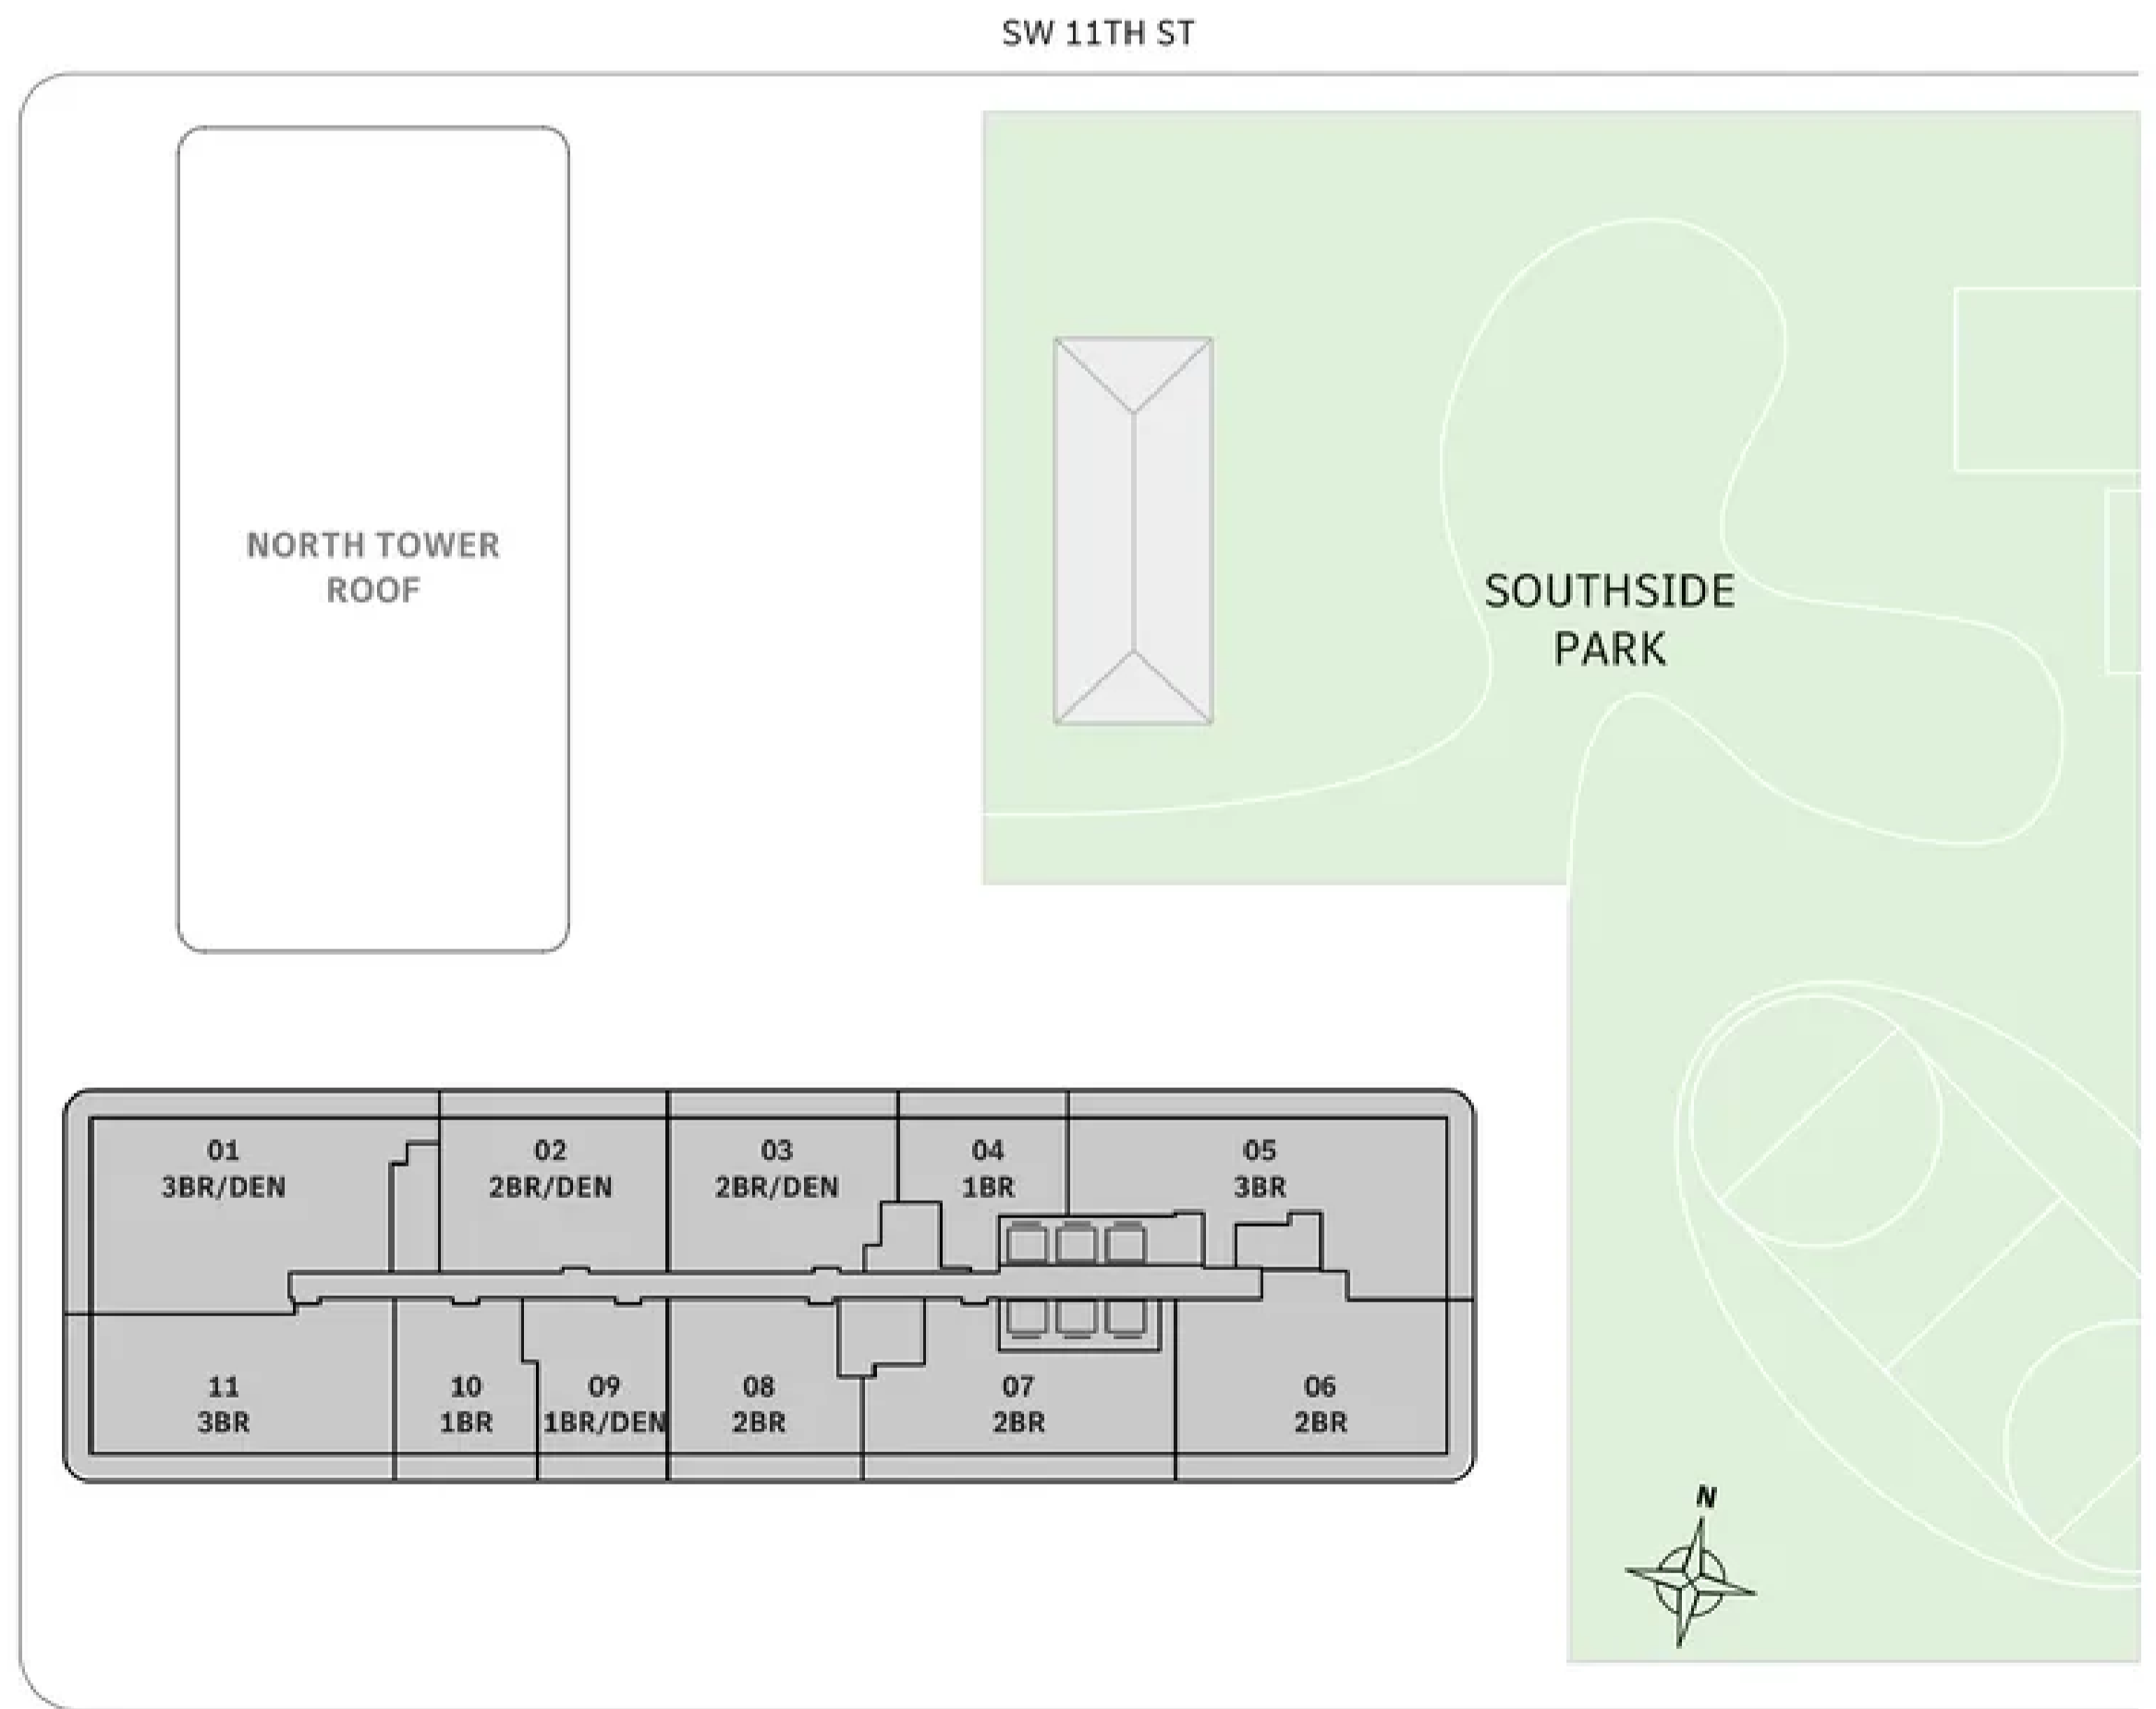 SW 11TH ST
NORTH TOWER
ROOF
SOUTHSIDE
PARK
01
3BR/DEN
02
2BR/DEN
03
2BR/DEN
04
1BR
05
3BR
11
3BR
10
1BR
09
1BR/DEN
08
2BR
07
2BR
06
2BR
N